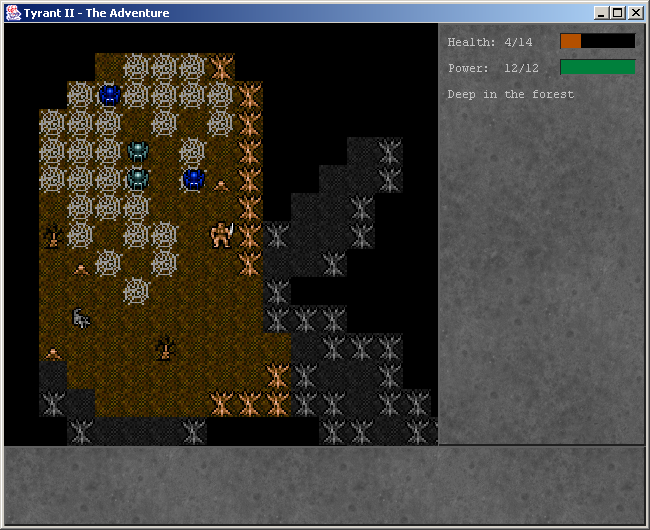 Tyrant II - The Adventure
Health: 4/14
Power: 12/12
Deep in the forest